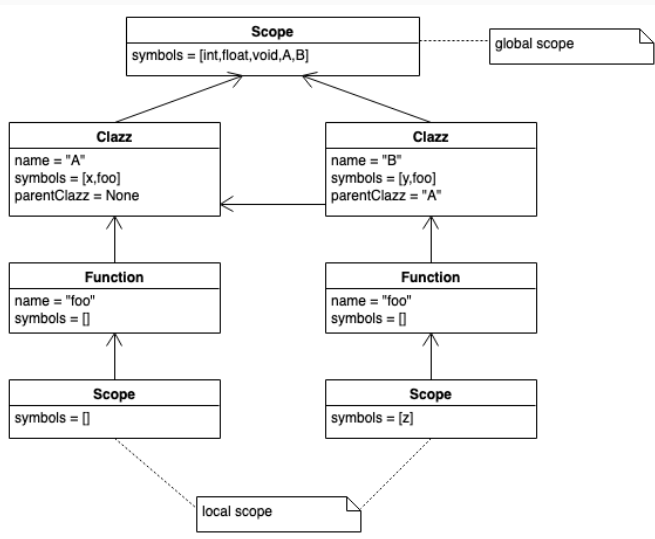 Scope
symbols = [int,float,void,A,B]
global scope
Clazz
name = "A"
symbols = [x,foo]
parentClazz = None
Clazz
name = "B"
symbols = [y,foo]
parentClazz = "A"
Function
name = "foo"
symbols = []
Function
name = "foo"
symbols = []
Scope
symbols = []
Scope
symbols = [z]
local scope